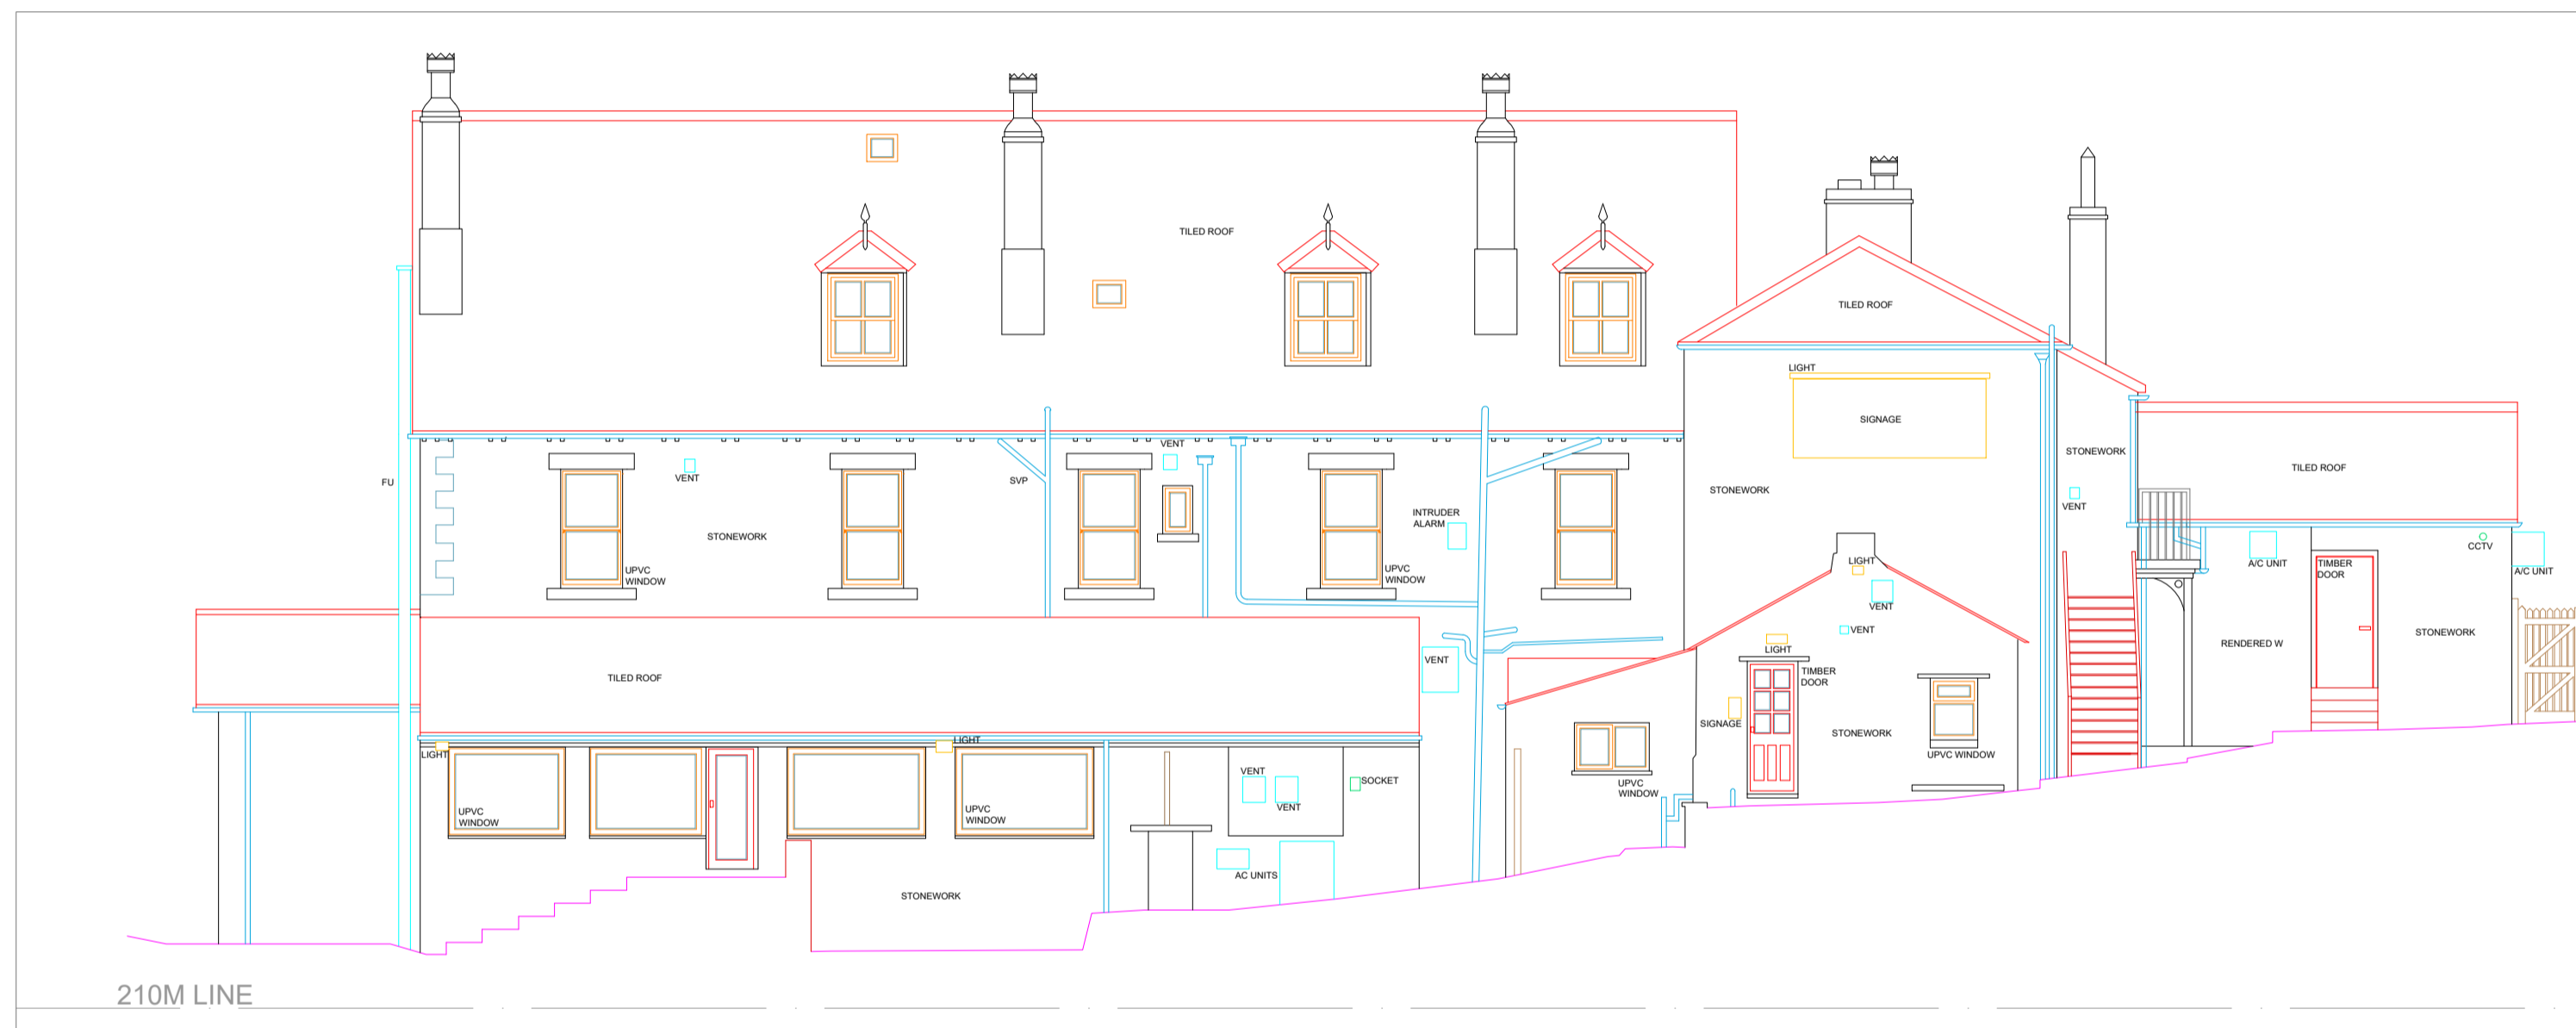 TILED ROOF
TILED ROOF
LIGHT
SIGNAGE
VENT
STONEWORK
TILED ROOF
FU
VENT
SVP
STONEWORK
VENT
INTRUDER
ALARM
STONEWORK
CCTV
LIGHT
A/C UNIT
TIMBER
DOOR
A/C UNIT
UPVC
WINDOW
UPVC
WINDOW
VENT
VENT
RENDERED W
STONEWORK
LIGHT
VENT
TILED ROOF
TIMBER
DOOR
SIGNAGE
STONEWORK
LIGHT
LIGHT
UPVC WINDOW
VENT
SOCKET
UPVC
WINDOW
UPVC
WINDOW
UPVC
WINDOW
VENT
AC UNITS
STONEWORK
210M LINE